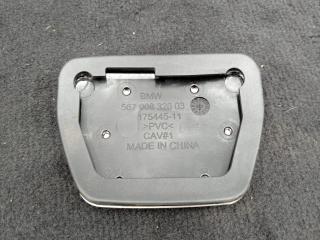 BMW
567 908 320 03
175445-11
>PVC<
CAV#1
MADE IN CHINA